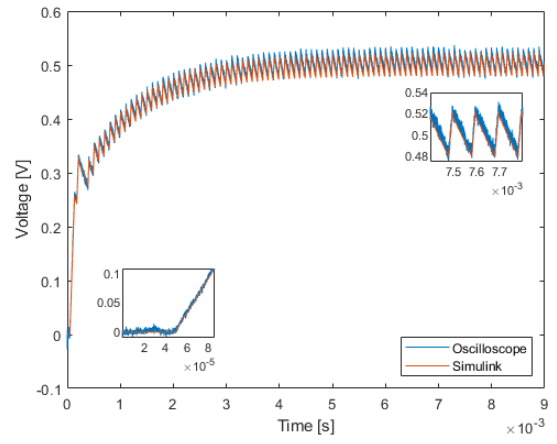 0.6
0.5
0.4
0.3
0.2
0.1
0
-0.1
Voltage [V]
0.54
0.52
0.5
0.48
7.5 7.6 7.7
×10⁻³
0.1
0.05
0
2 4 6 8
×10⁻⁵
Oscilloscope
Simulink
0 1 2 3 4 5 6 7 8 9
Time [s]
×10⁻³